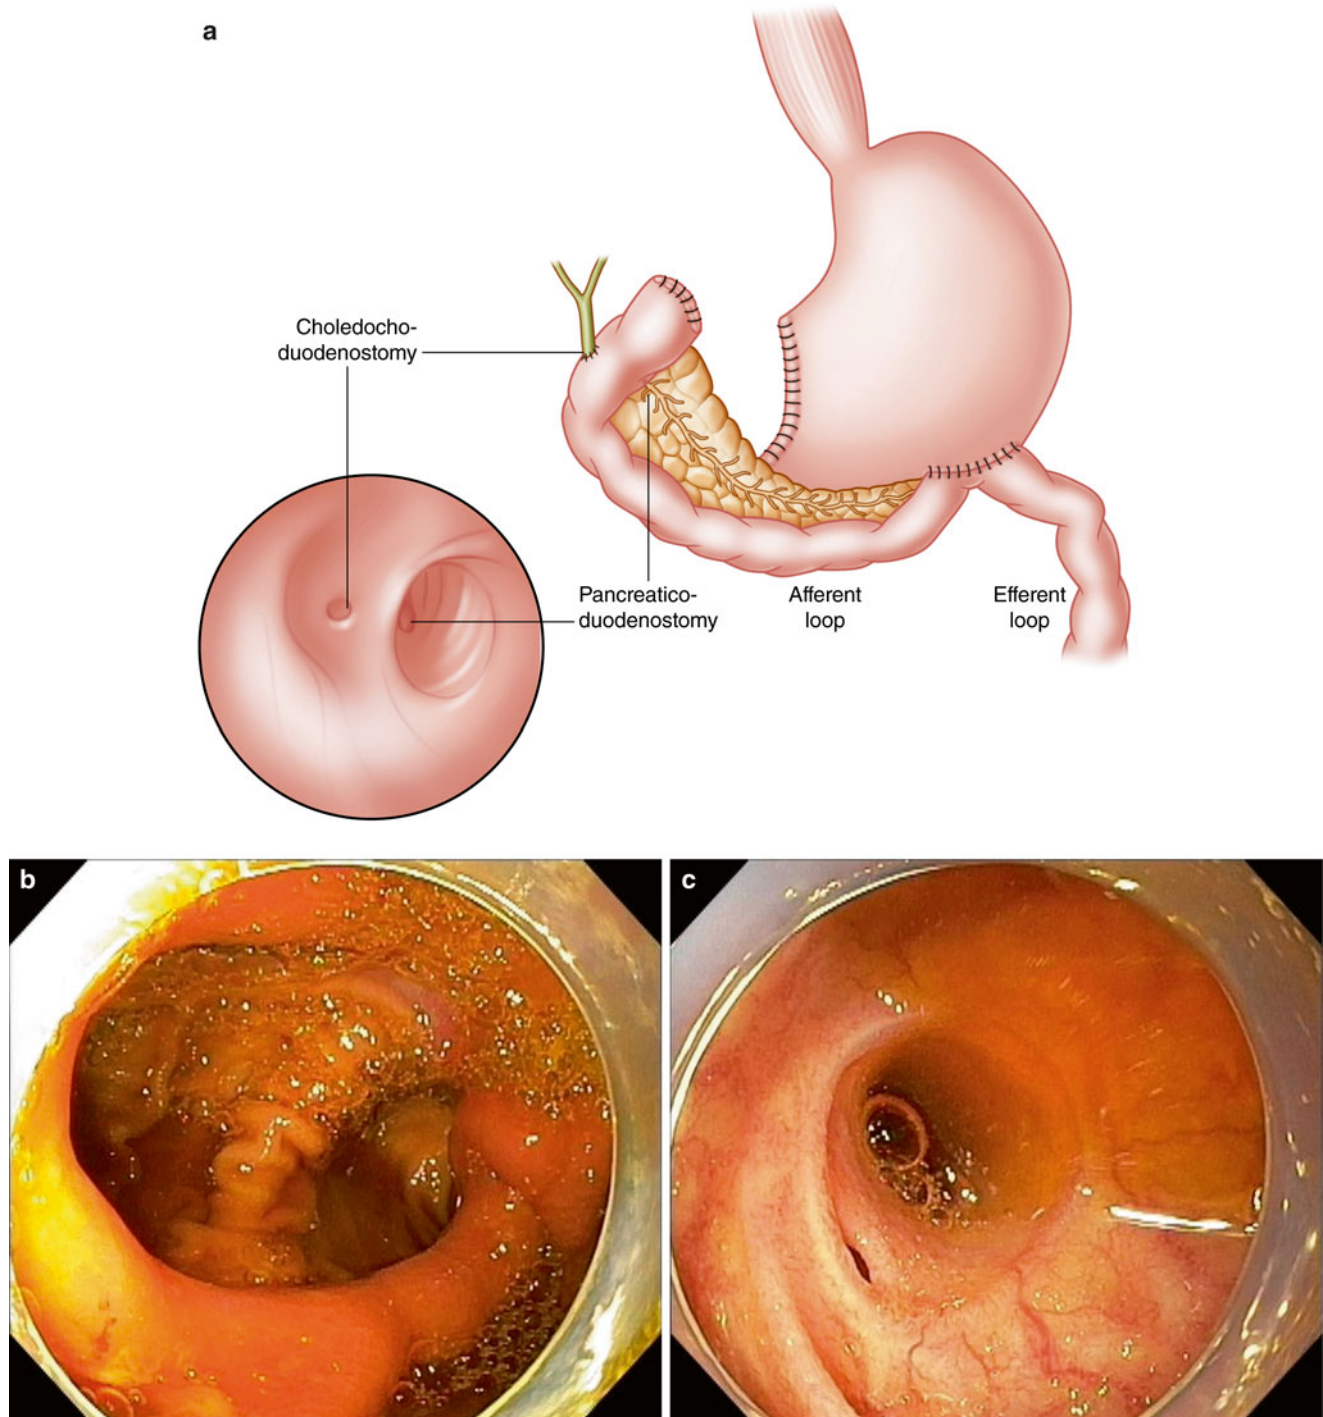 a
Choledocho-
duodenostomy
Pancreatico-
duodenostomy
Afferent
loop
Efferent
loop
b
c